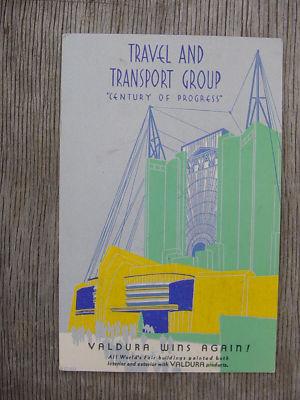 TRAVEL AND
TRANSPORT GROUP
"CENTURY OF PROGRESS"
VALDURA WINS AGAIN!
All World's Fair buildings painted both
interior and exterior with VALDURA products.